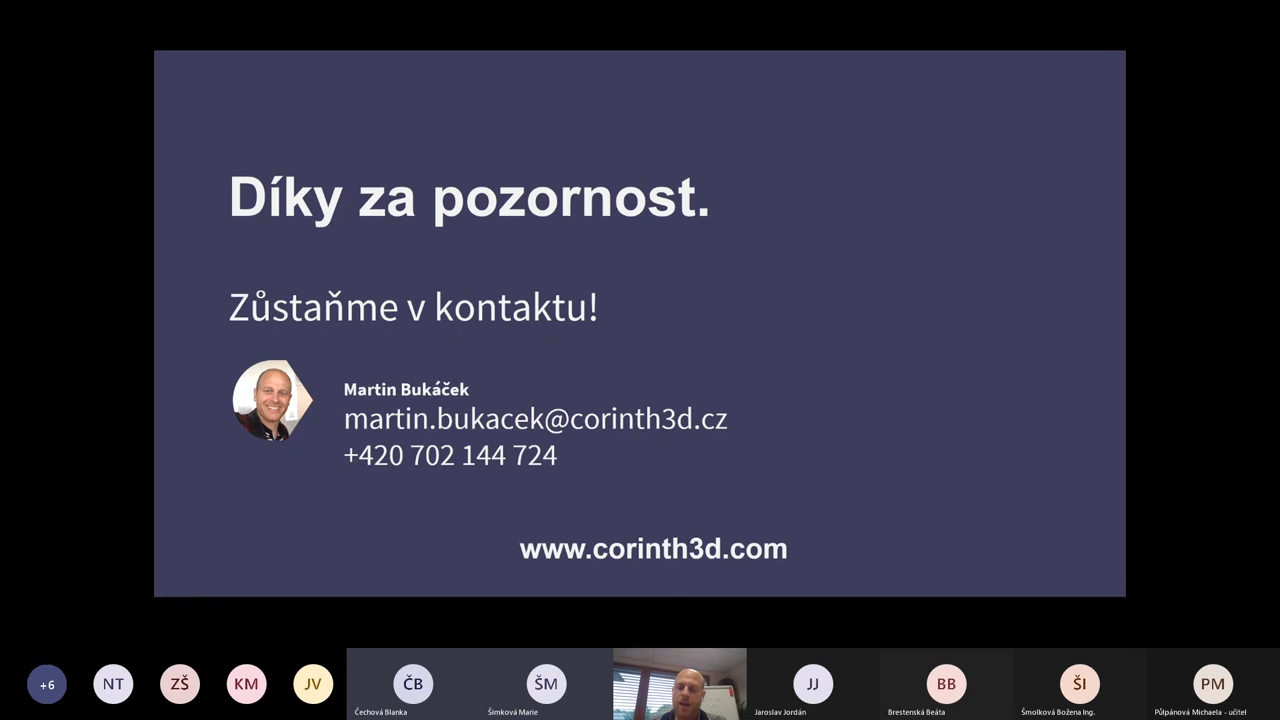 Díky za pozornost.
Zůstaňme v kontaktu!
Martin Bukáček
martin.bukacek@corinth3d.cz
+420 702 144 724
www.corinth3d.com
+6 NT ZŠ KM JV ČB ŠM JJ BB ŠI PM
Čechová Blanka Šimková Marie Jaroslav Jordán Brestenská Beáta Šmolková Božena Ing. Půlpánová Michaela - učitel